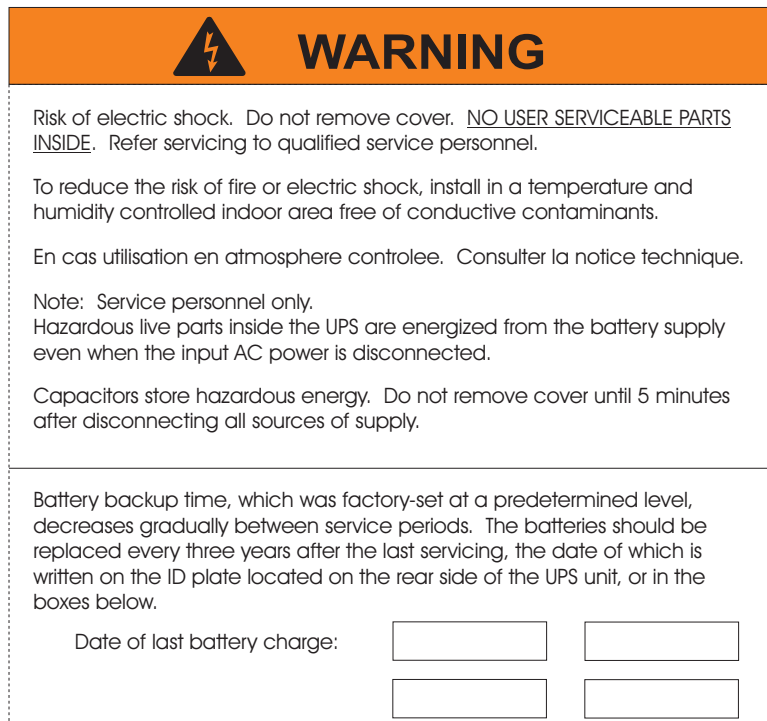 WARNING
Risk of electric shock. Do not remove cover. NO USER SERVICEABLE PARTS
INSIDE. Refer servicing to qualified service personnel.
To reduce the risk of fire or electric shock, install in a temperature and
humidity controlled indoor area free of conductive contaminants.
En cas utilisation en atmosphere controlee. Consulter la notice technique.
Note: Service personnel only.
Hazardous live parts inside the UPS are energized from the battery supply
even when the input AC power is disconnected.
Capacitors store hazardous energy. Do not remove cover until 5 minutes
after disconnecting all sources of supply.
Battery backup time, which was factory-set at a predetermined level,
decreases gradually between service periods. The batteries should be
replaced every three years after the last servicing, the date of which is
written on the ID plate located on the rear side of the UPS unit, or in the
boxes below.
Date of last battery charge: